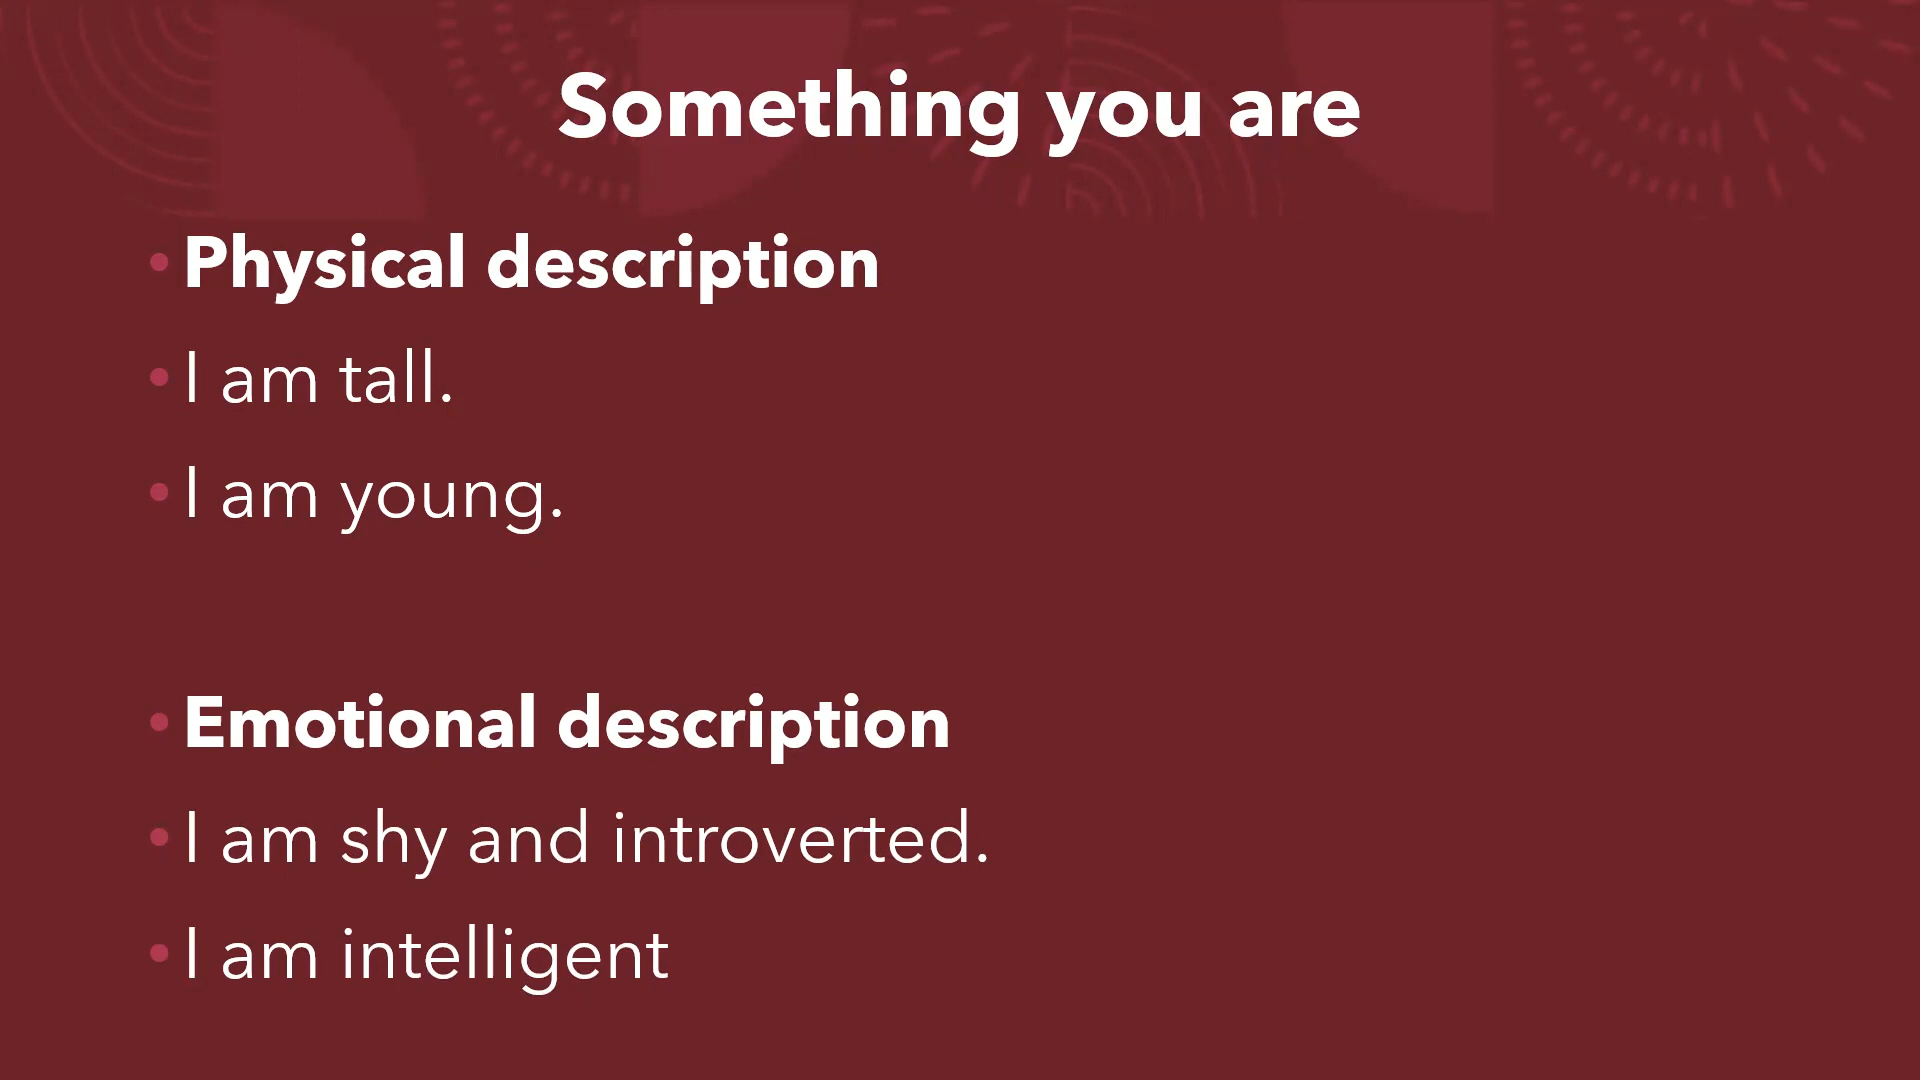 Something you are
• Physical description
• I am tall.
• I am young.
• Emotional description
• I am shy and introverted.
• I am intelligent